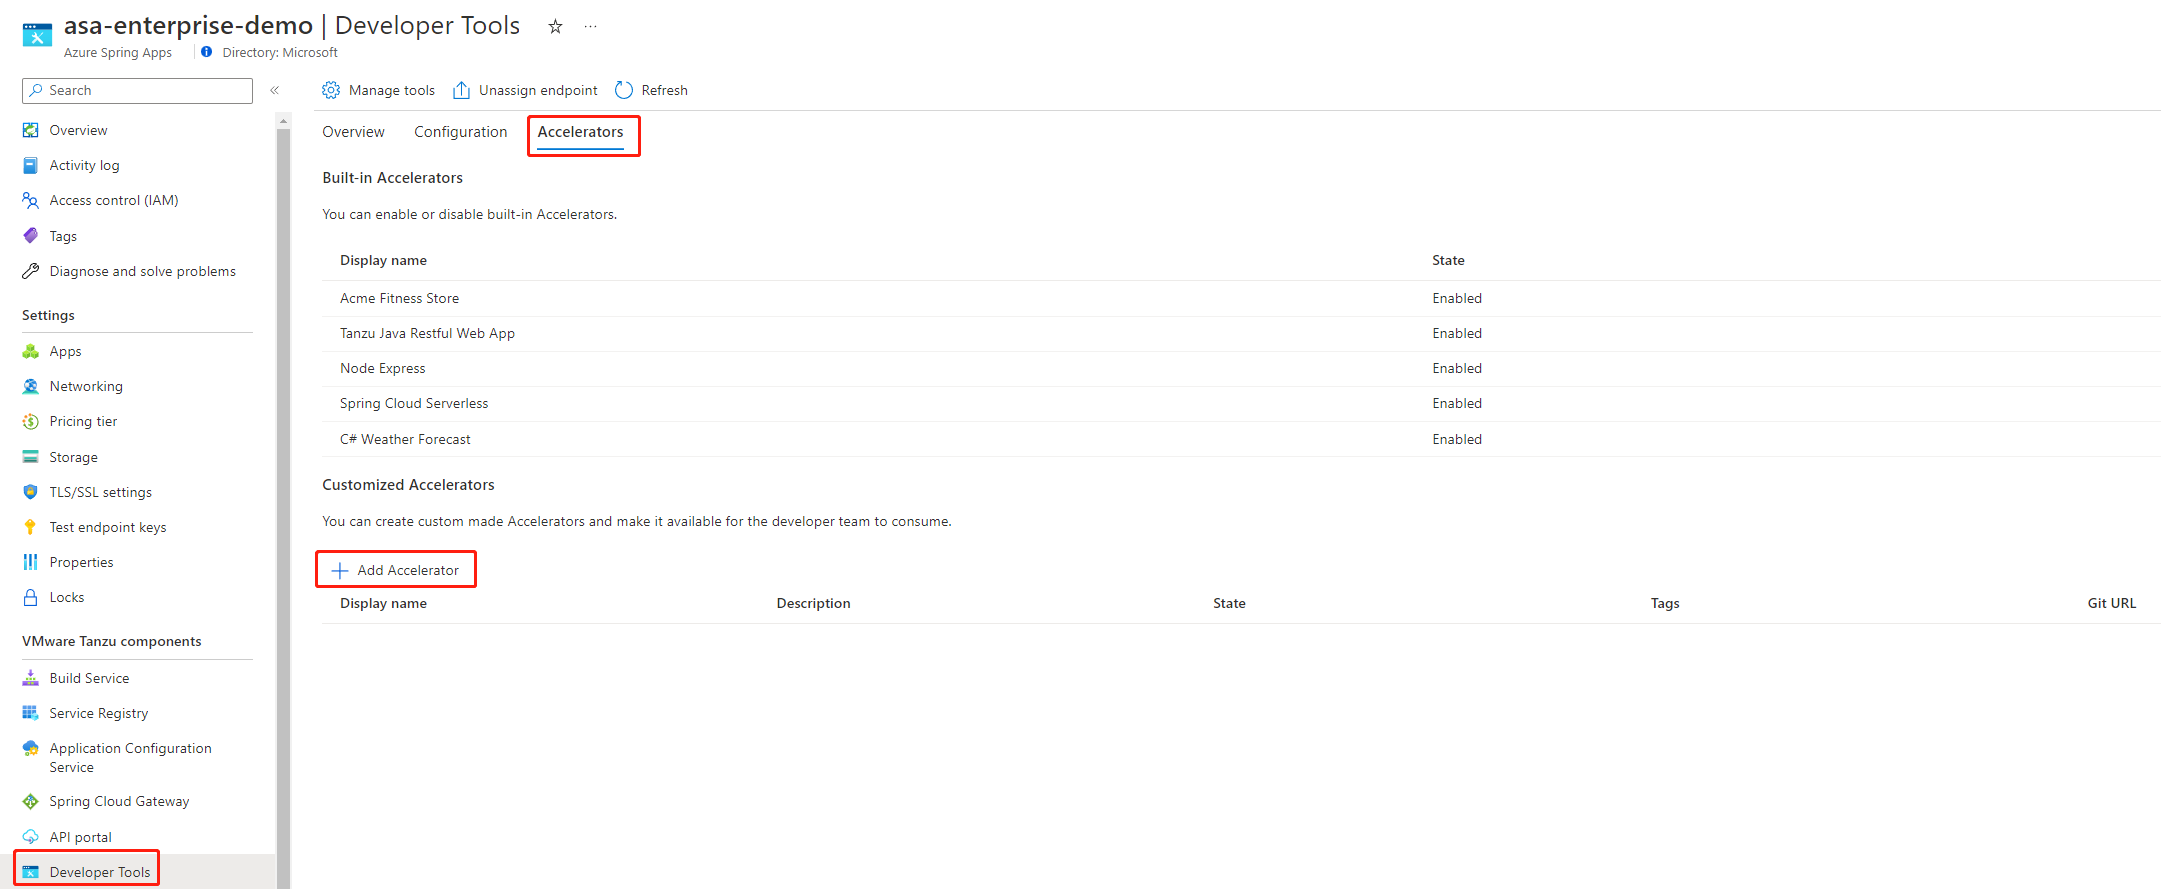 asa-enterprise-demo | Developer Tools
Azure Spring Apps
Directory: Microsoft
Search
Overview
Activity log
Access control (IAM)
Tags
Diagnose and solve problems
Settings
Apps
Networking
Pricing tier
Storage
TLS/SSL settings
Test endpoint keys
Properties
Locks
VMware Tanzu components
Build Service
Service Registry
Application Configuration
Service
Spring Cloud Gateway
API portal
Developer Tools
Manage tools Unassign endpoint Refresh
Overview Configuration Accelerators
Built-in Accelerators
You can enable or disable built-in Accelerators.
Display name State
Acme Fitness Store Enabled
Tanzu Java Restful Web App Enabled
Node Express Enabled
Spring Cloud Serverless Enabled
C# Weather Forecast Enabled
Customized Accelerators
You can create custom made Accelerators and make it available for the developer team to consume.
Add Accelerator
Display name Description State Tags Git URL